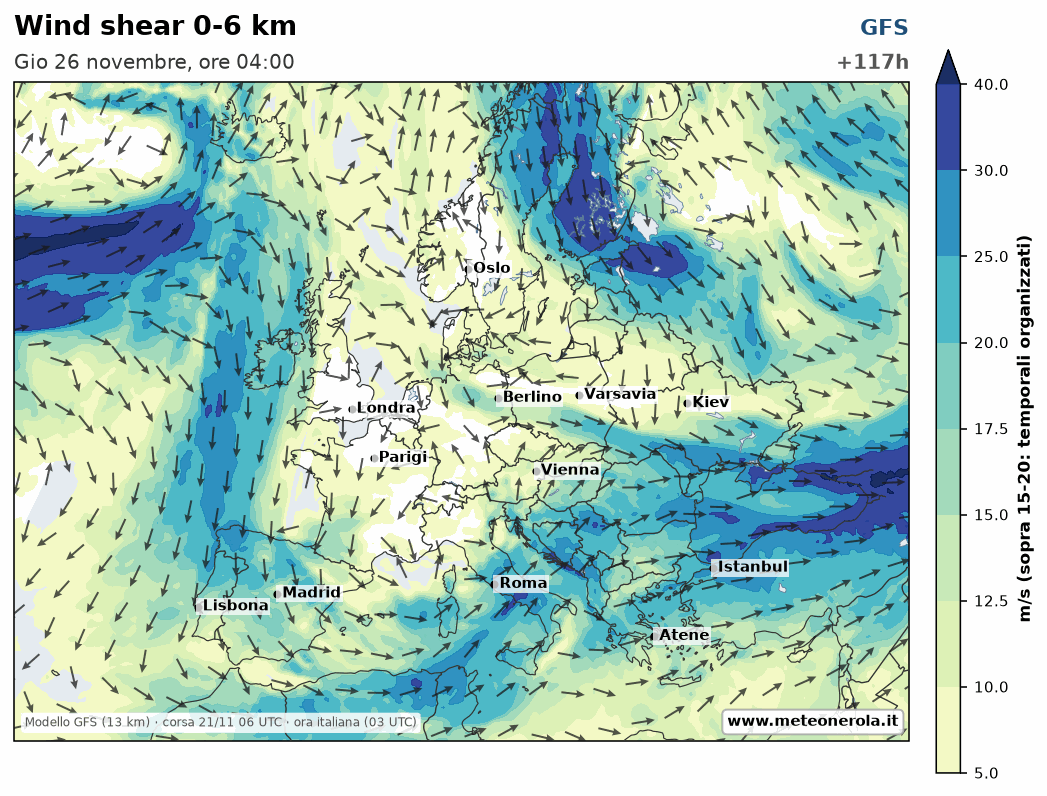 Wind shear 0-6 km
GFS
Gio 26 novembre, ore 04:00
+117h
40.0
30.0
25.0
20.0
17.5
15.0
12.5
10.0
5.0
m/s (sopra 15-20: temporali organizzati)
Oslo
Berlino
Varsavia
Kiev
Londra
Parigi
Vienna
Istanbul
Roma
Madrid
Lisbona
Atene
Modello GFS (13 km) · corsa 21/11 06 UTC · ora italiana (03 UTC)
www.meteonerola.it